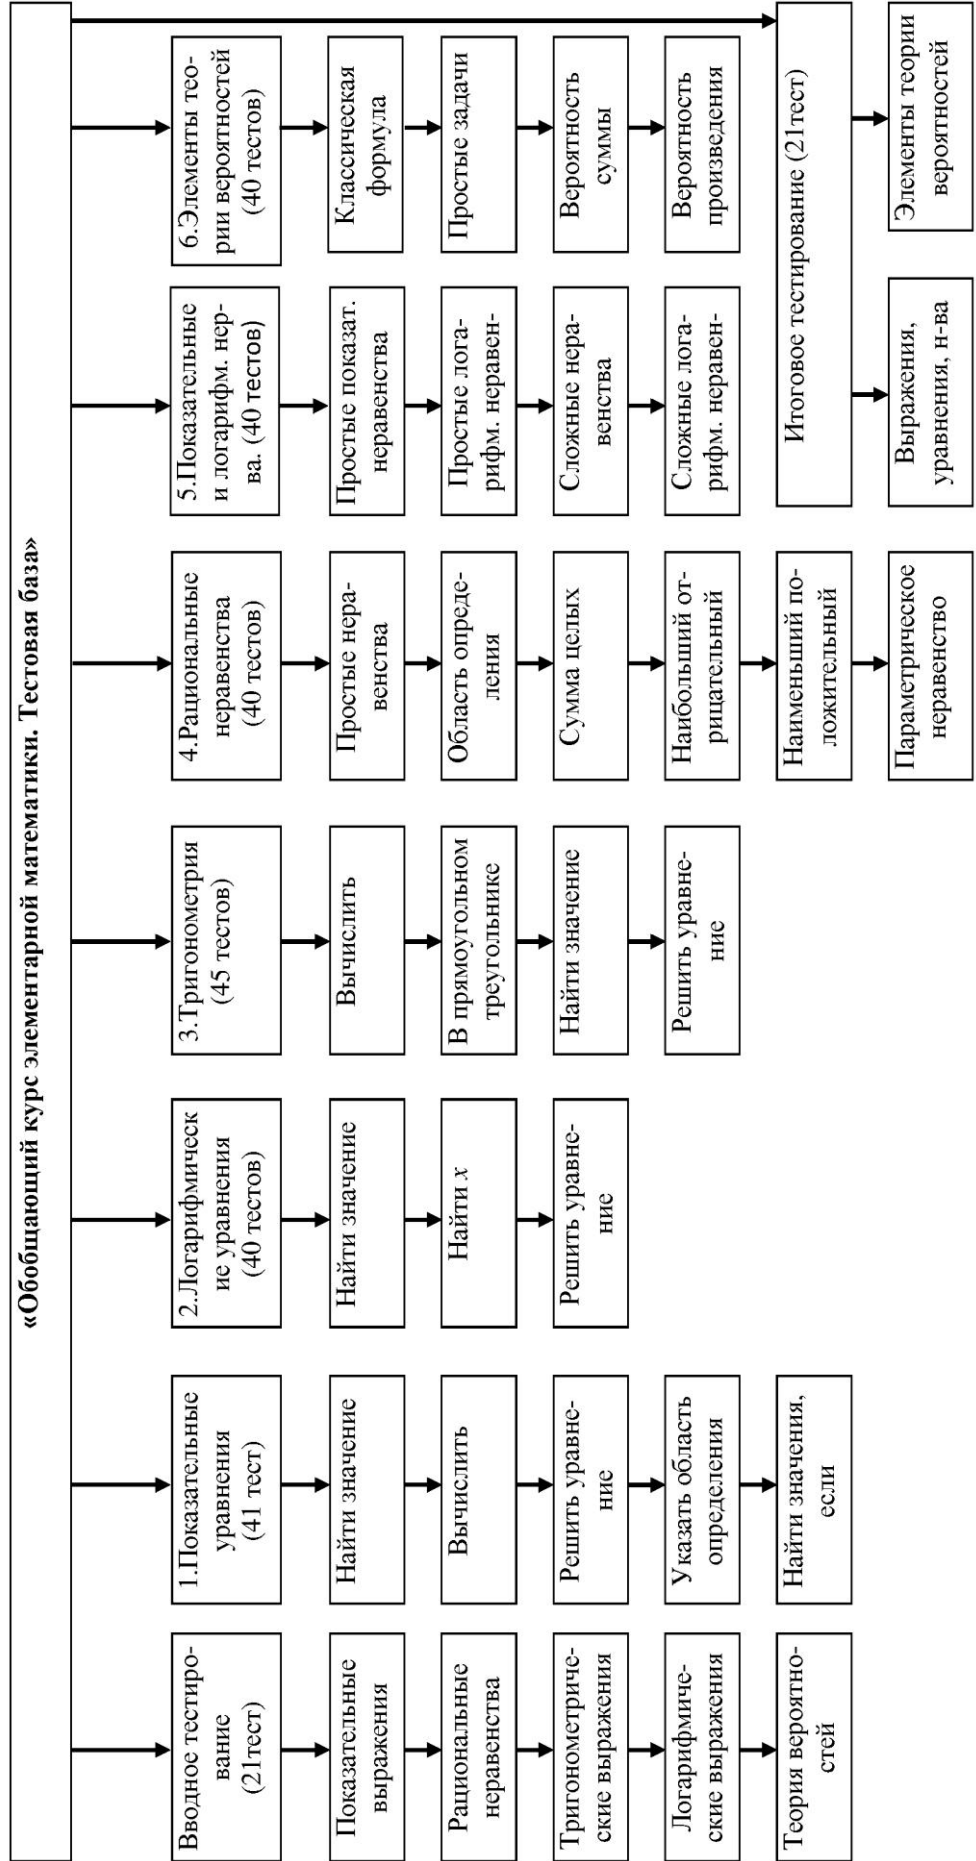 «Обобщающий курс элементарной математики. Тестовая база»
Вводное тестиро-
вание
(21тест)
Показательные
выражения
Рациональные
неравенства
Тригонометриче-
ские выражения
Логарифмиче-
ские выражения
Теория вероятно-
стей
1.Показательные
уравнения
(41 тест)
Найти значение
Вычислить
Решить уравне-
ние
Указать область
определения
Найти значения,
если
2.Логарифмическ
ие уравнения
(40 тестов)
Найти значение
Найти x
Решить уравне-
ние
3.Тригонометрия
(45 тестов)
Вычислить
В прямоугольном
треугольнике
Найти значение
Решить уравне-
ние
4.Рациональные
неравенства
(40 тестов)
Простые нера-
венства
Область опреде-
ления
Сумма целых
Наибольший от-
рицательный
Наименьший по-
ложительный
Параметрическое
неравенство
5.Показательные
и логарифм. нер-
ва. (40 тестов)
Простые показат.
неравенства
Простые лога-
рифм. неравен-
Сложные нера-
венства
Сложные лога-
рифм. неравен-
6.Элементы тео-
рии вероятностей
(40 тестов)
Классическая
формула
Простые задачи
Вероятность
суммы
Вероятность
произведения
Итоговое тестирование (21тест)
Выражения,
уравнения, н-ва
Элементы теории
вероятностей